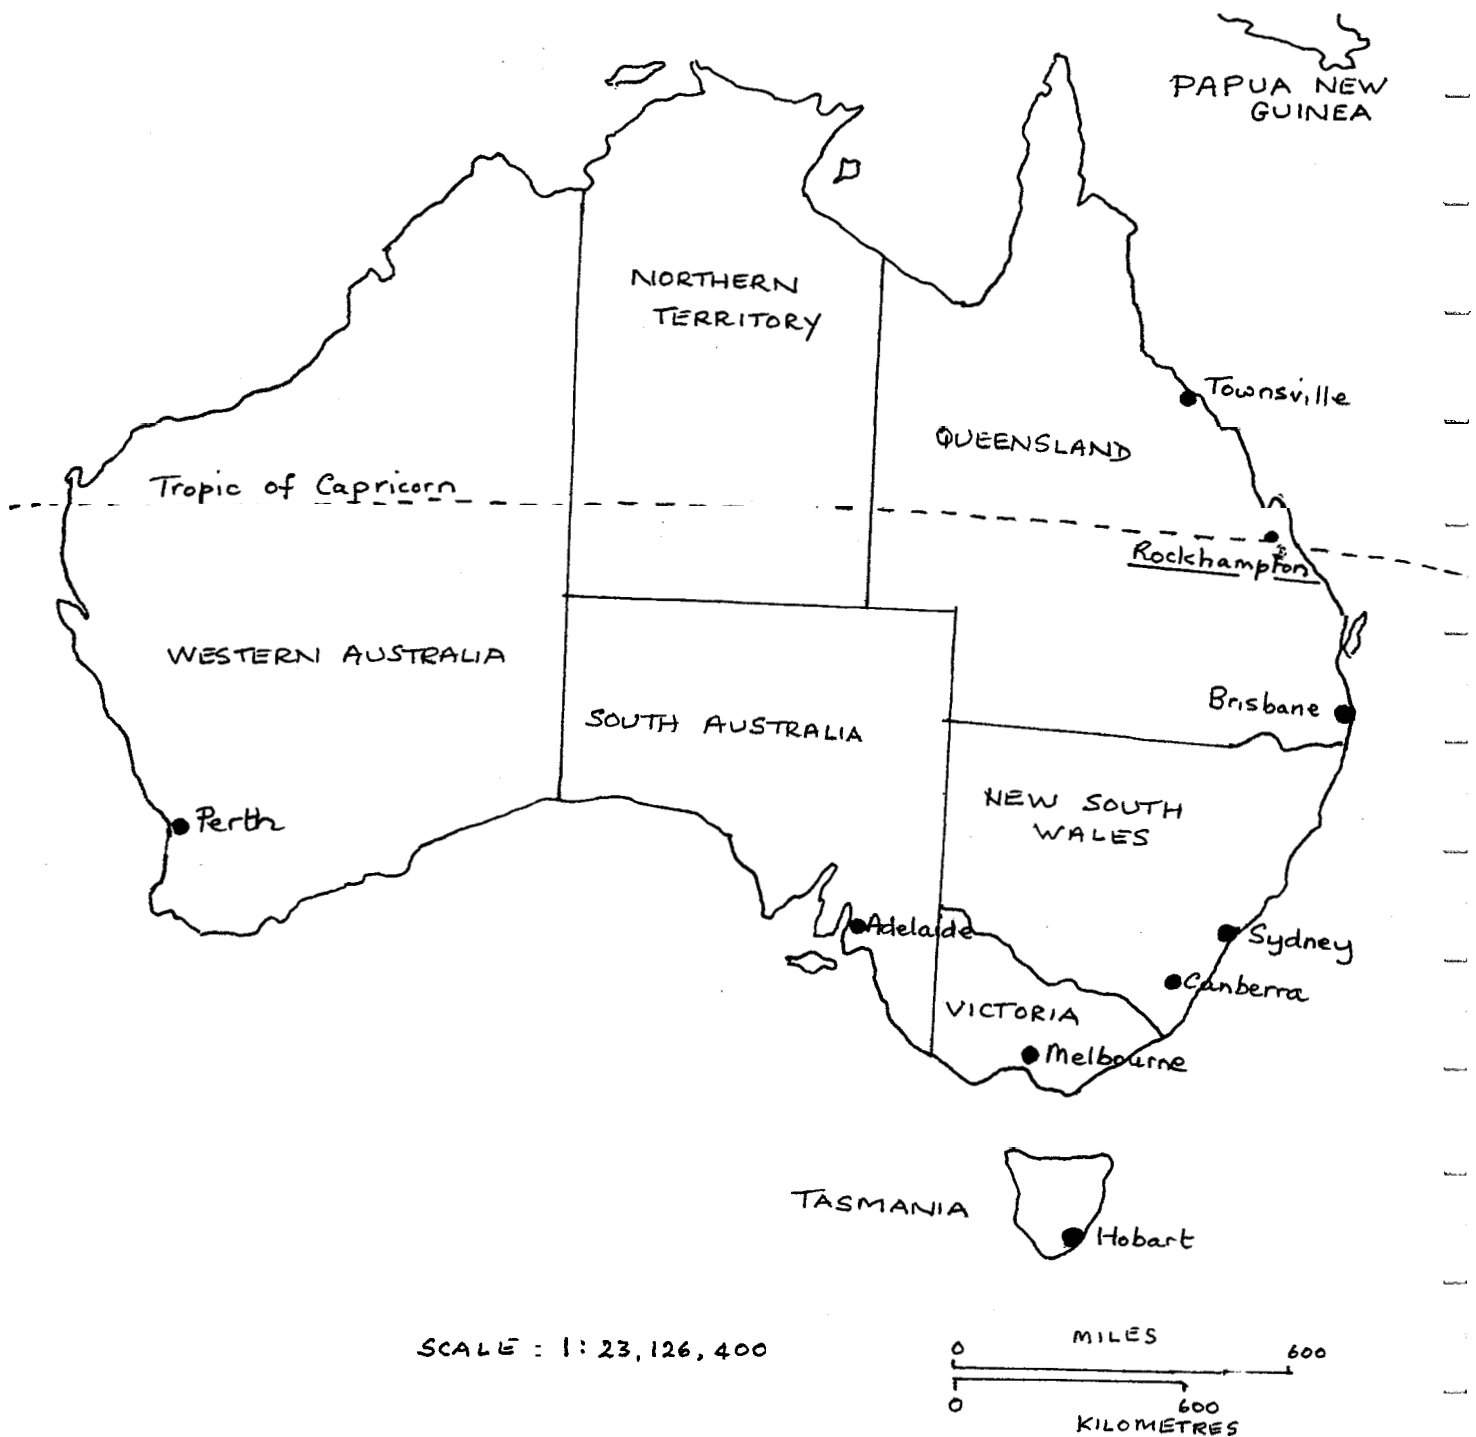 PAPUA NEW
GUINEA
NORTHERN
TERRITORY
Townsville
QUEENSLAND
Tropic of Capricorn
Rockhampton
WESTERN AUSTRALIA
SOUTH AUSTRALIA
Brisbane
NEW SOUTH
WALES
Perth
Adelaide
Sydney
Canberra
VICTORIA
Melbourne
TASMANIA
Hobart
SCALE : 1:23,126,400
MILES
0 600
0 600
KILOMETRES